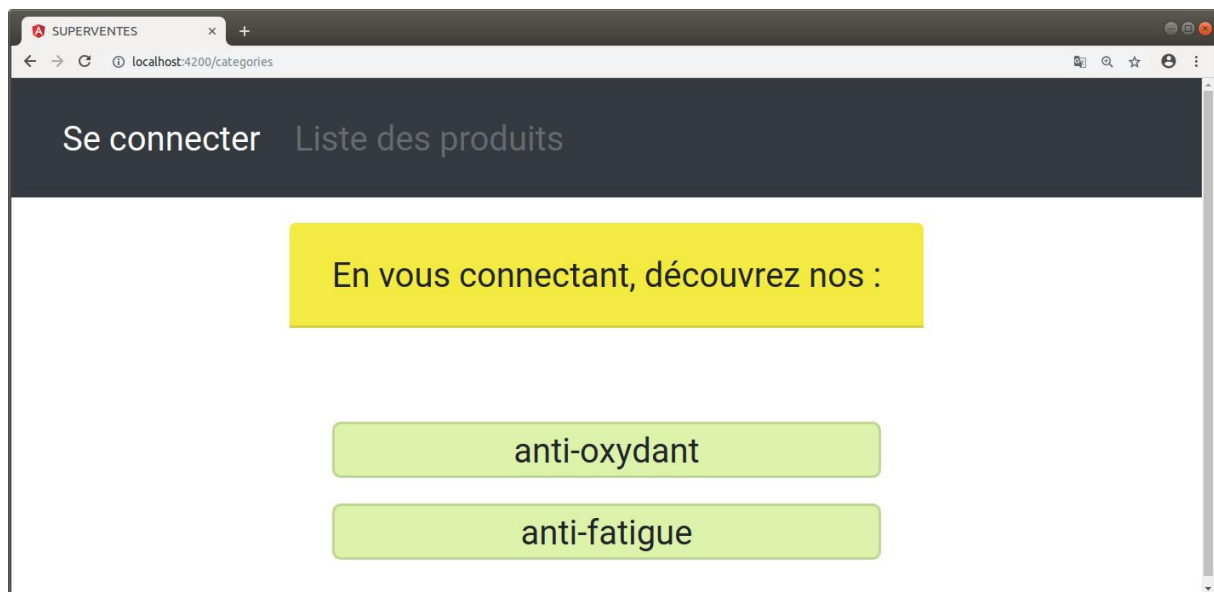 SUPERVENTES
localhost:4200/categories
Se connecter Liste des produits
En vous connectant, découvrez nos :
anti-oxydant
anti-fatigue